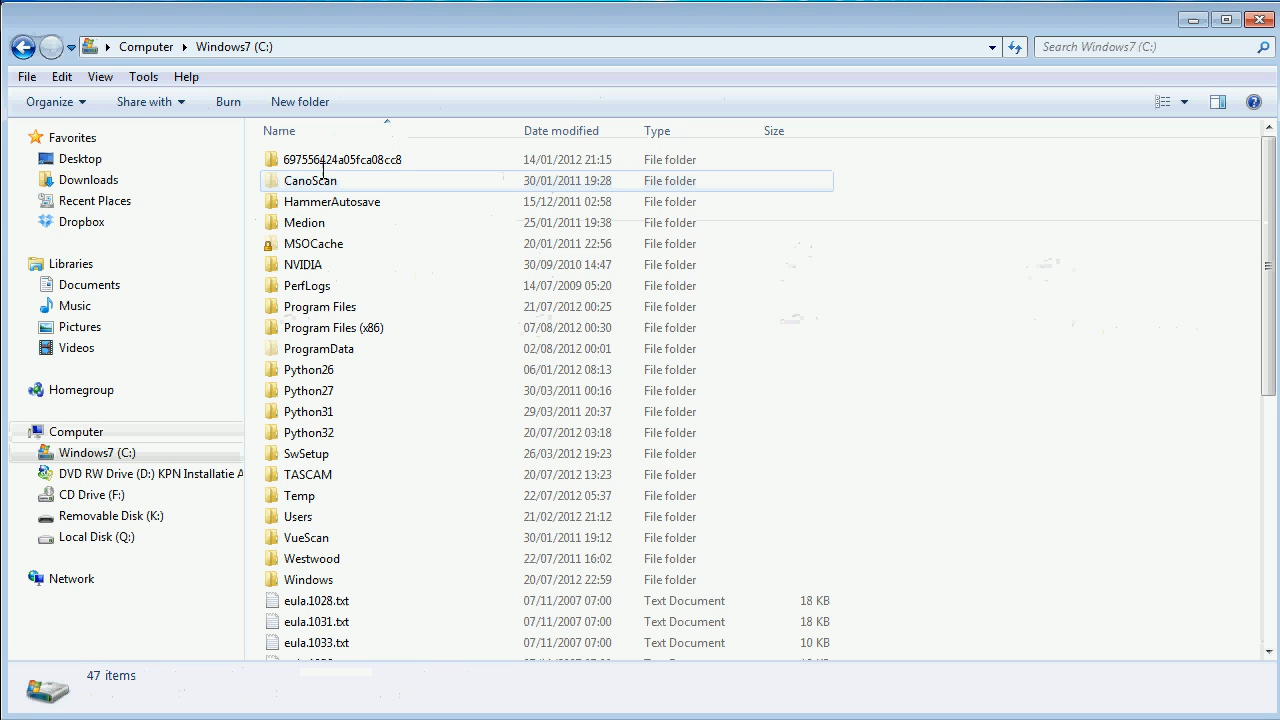 Computer Windows7 (C:) Search Windows7 (C:)
File Edit View Tools Help
Organize Share with Burn New folder
Name Date modified Type Size
Favorites
Desktop
Downloads
Recent Places
Dropbox
Libraries
Documents
Music
Pictures
Videos
Homegroup
Computer
Windows7 (C:)
DVD RW Drive (D:) KPN Installatie
CD Drive (F:)
Removable Disk (K:)
Local Disk (Q:)
Network
697556424a05fca08cc8 14/01/2012 21:15 File folder
CanoScan 30/01/2011 19:28 File folder
HammerAutosave 15/12/2011 02:58 File folder
Medion 25/01/2011 19:38 File folder
MSOCache 20/01/2011 22:56 File folder
NVIDIA 30/09/2010 14:47 File folder
PerfLogs 14/07/2009 05:20 File folder
Program Files 21/07/2012 00:25 File folder
Program Files (x86) 07/08/2012 00:30 File folder
ProgramData 02/08/2012 00:01 File folder
Python26 06/01/2012 08:13 File folder
Python27 30/03/2011 00:16 File folder
Python31 29/03/2011 20:37 File folder
Python32 20/07/2012 03:18 File folder
SwSetup 26/03/2012 19:23 File folder
TASCAM 20/07/2012 13:23 File folder
Temp 22/07/2012 05:37 File folder
Users 21/02/2012 21:12 File folder
VueScan 30/01/2011 19:12 File folder
Westwood 22/07/2011 16:02 File folder
Windows 20/07/2012 22:59 File folder
eula.1028.txt 07/11/2007 07:00 Text Document 18 KB
eula.1031.txt 07/11/2007 07:00 Text Document 18 KB
eula.1033.txt 07/11/2007 07:00 Text Document 10 KB
47 items